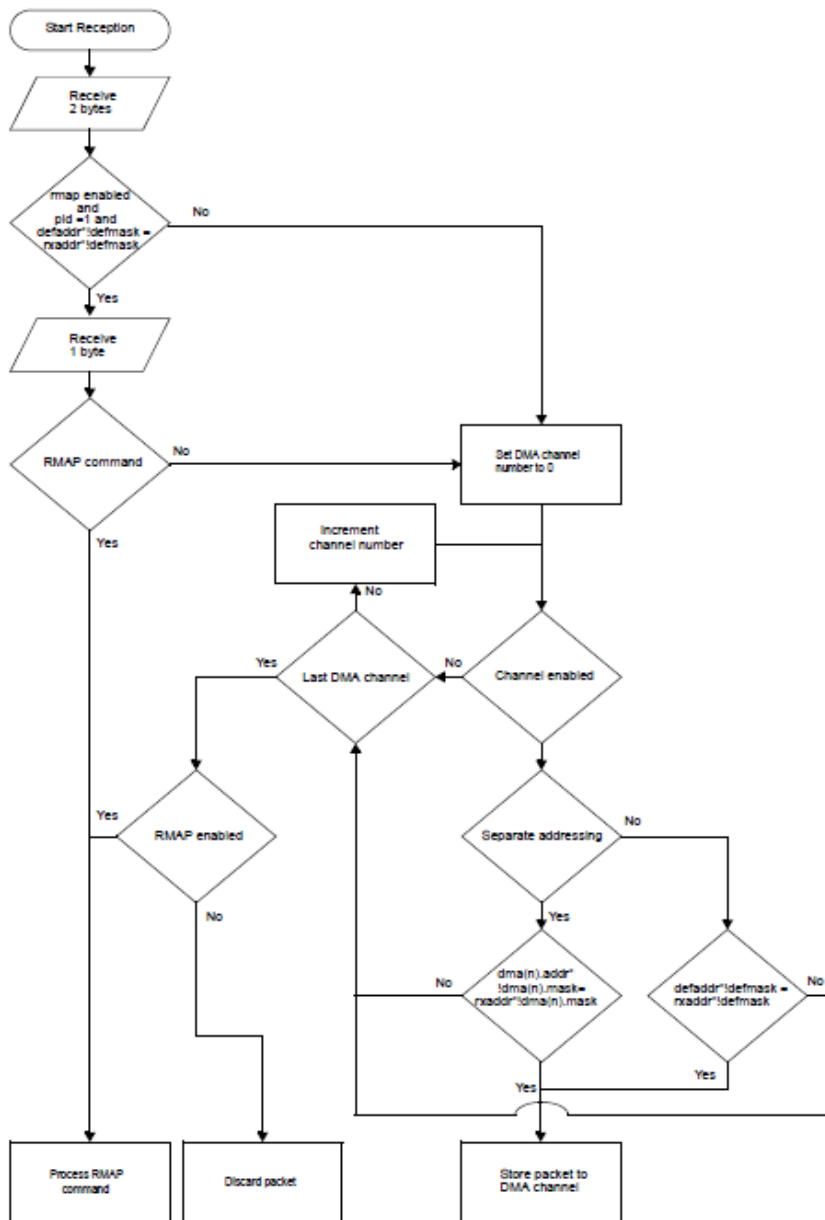 Start Reception
Receive
2 bytes
rmap enabled
and
pid =1 and
defaddr*!defmask =
rxaddr*!defmask
No
Yes
Receive
1 byte
RMAP command
No
Set DMA channel
number to 0
Increment
channel number
Yes
No
Last DMA channel
Yes
No
Channel enabled
Yes
RMAP enabled
Separate addressing
No
No
Yes
dma(n).addr*
!dma(n).mask=
rxaddr*!dma(n).mask
No
defaddr*!defmask =
rxaddr*!defmask
No
Yes
Yes
Process RMAP
command
Discard packet
Store packet to
DMA channel